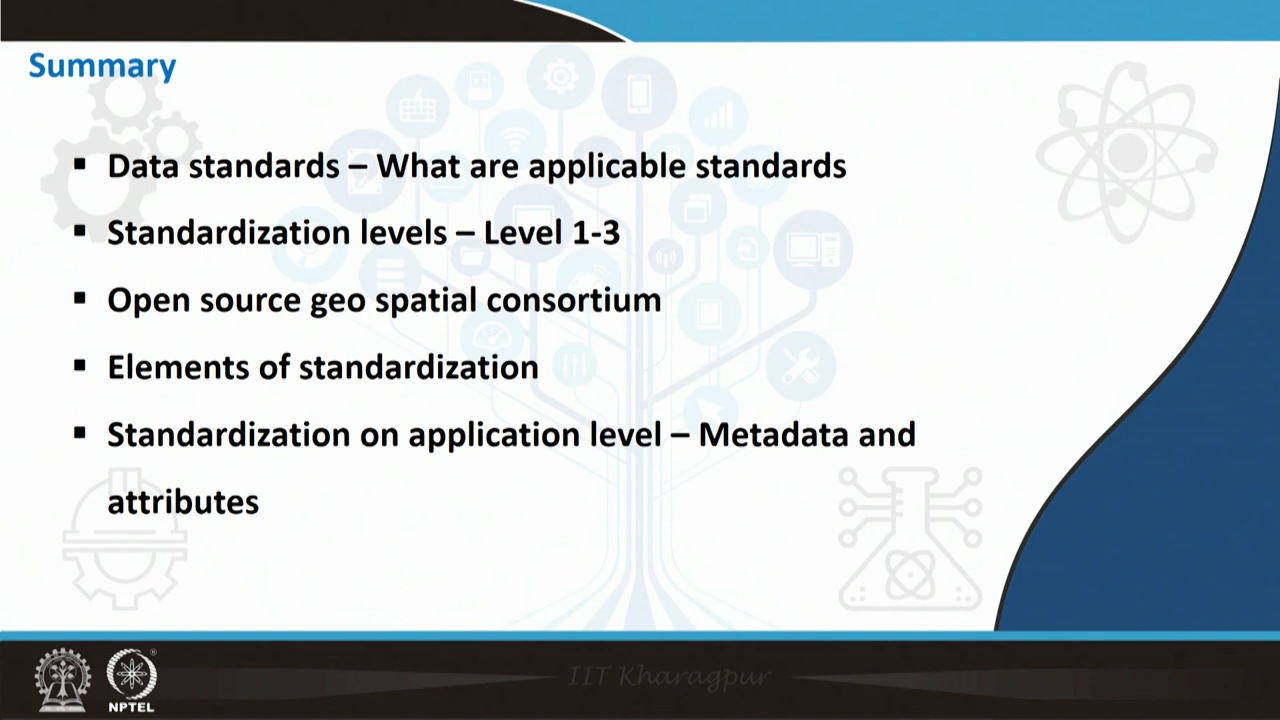 Summary
▪ Data standards – What are applicable standards
▪ Standardization levels – Level 1-3
▪ Open source geo spatial consortium
▪ Elements of standardization
▪ Standardization on application level – Metadata and
attributes
IIT Kharagpur
®
NPTEL